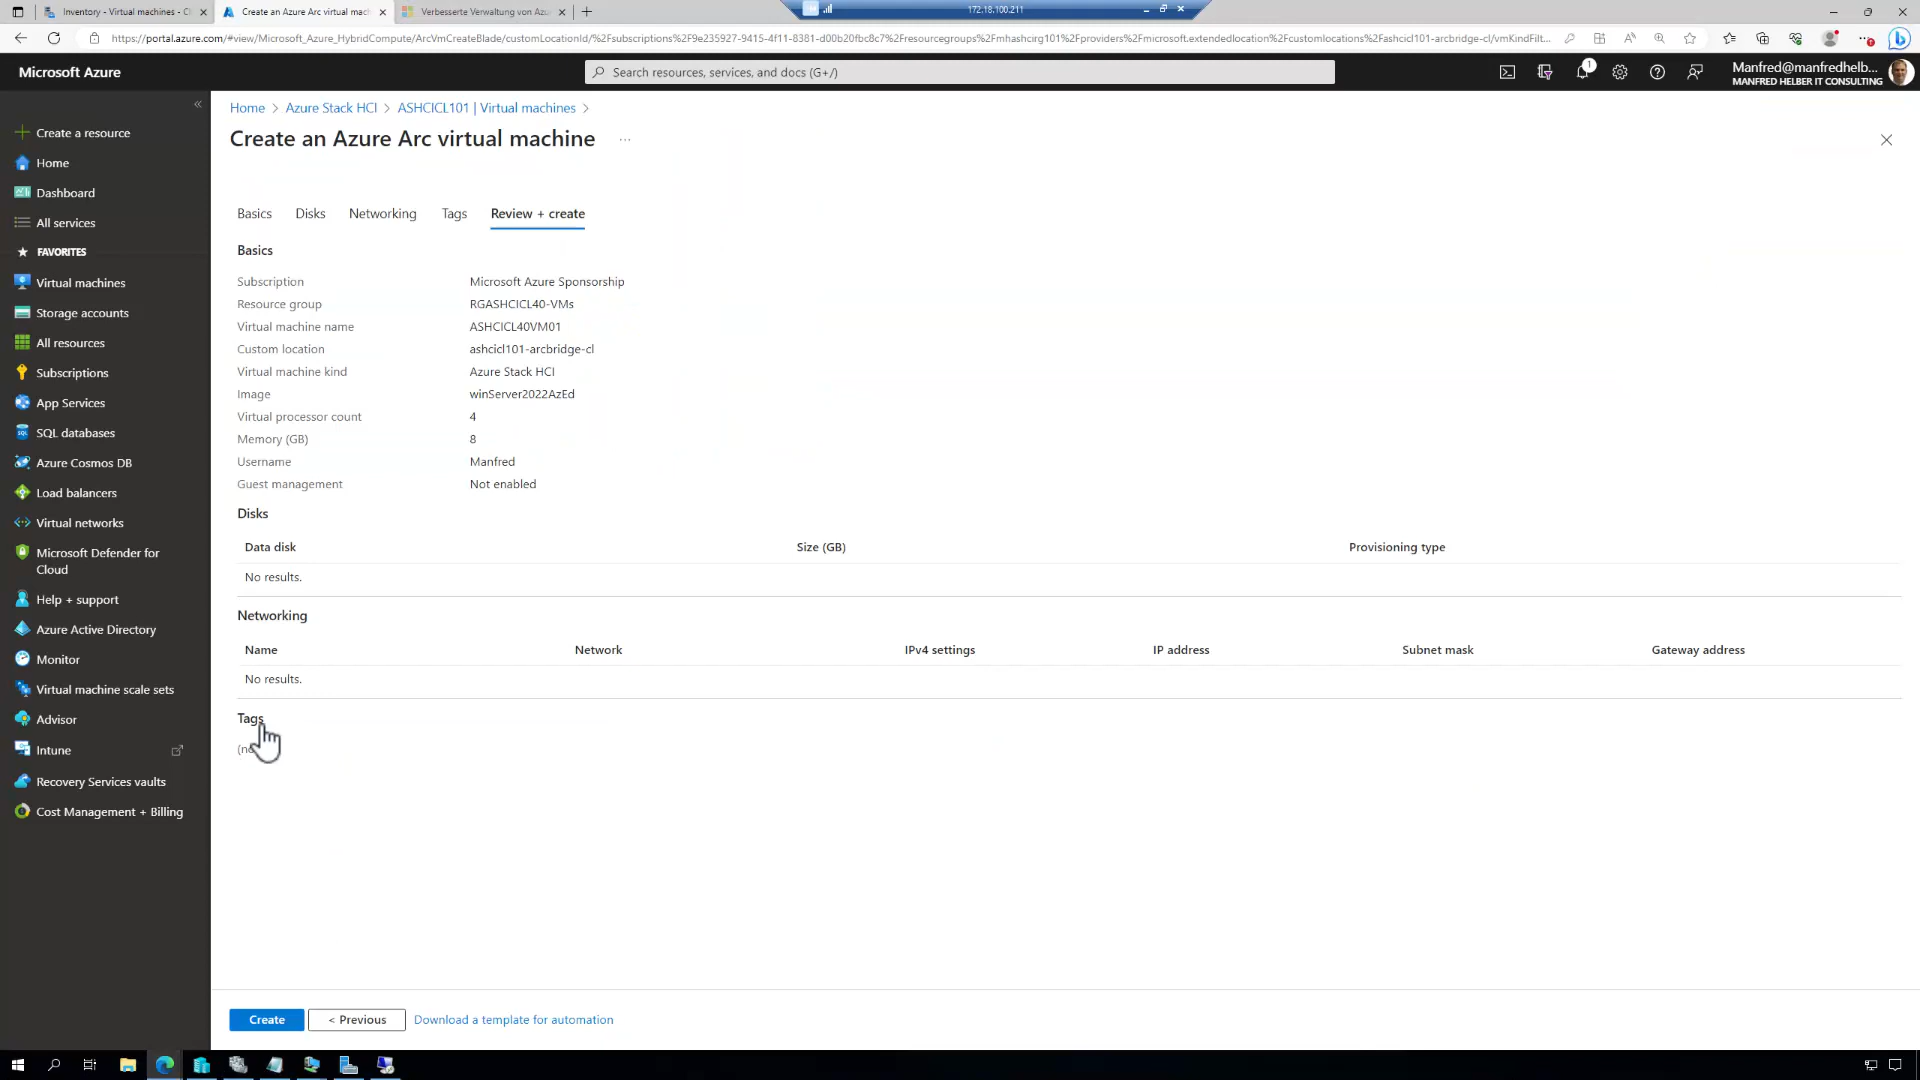 Inventory - Virtual machines - Cl
Create an Azure Arc virtual mach
Verbesserte Verwaltung von Azu
172.18.100.211
https://portal.azure.com/#view/Microsoft_Azure_HybridCompute/ArcVmCreateBlade/customLocationId/%2Fsubscriptions%2F9e235927-9415-4f11-8381-d00b20fbc8c7%2Fresourcegroups%2Fmhashcirg101%2Fproviders%2Fmicrosoft.extendedlocation%2Fcustomlocations%2Fashcicl101-arcbridge-cl/vmKindFilt...
Microsoft Azure
Search resources, services, and docs (G+/)
1
Manfred@manfredhelb...
MANFRED HELBER IT CONSULTING
Create a resource
Home
Dashboard
All services
FAVORITES
Virtual machines
Storage accounts
All resources
Subscriptions
App Services
SQL databases
Azure Cosmos DB
Load balancers
Virtual networks
Microsoft Defender for
Cloud
Help + support
Azure Active Directory
Monitor
Virtual machine scale sets
Advisor
Intune
Recovery Services vaults
Cost Management + Billing
Home > Azure Stack HCI > ASHCICL101 | Virtual machines >
Create an Azure Arc virtual machine ...
Basics Disks Networking Tags Review + create
Basics
Subscription Microsoft Azure Sponsorship
Resource group RGASHCICL40-VMs
Virtual machine name ASHCICL40VM01
Custom location ashcicl101-arcbridge-cl
Virtual machine kind Azure Stack HCI
Image winServer2022AzEd
Virtual processor count 4
Memory (GB) 8
Username Manfred
Guest management Not enabled
Disks
Data disk Size (GB) Provisioning type
No results.
Networking
Name Network IPv4 settings IP address Subnet mask Gateway address
No results.
Tags
Create < Previous Download a template for automation